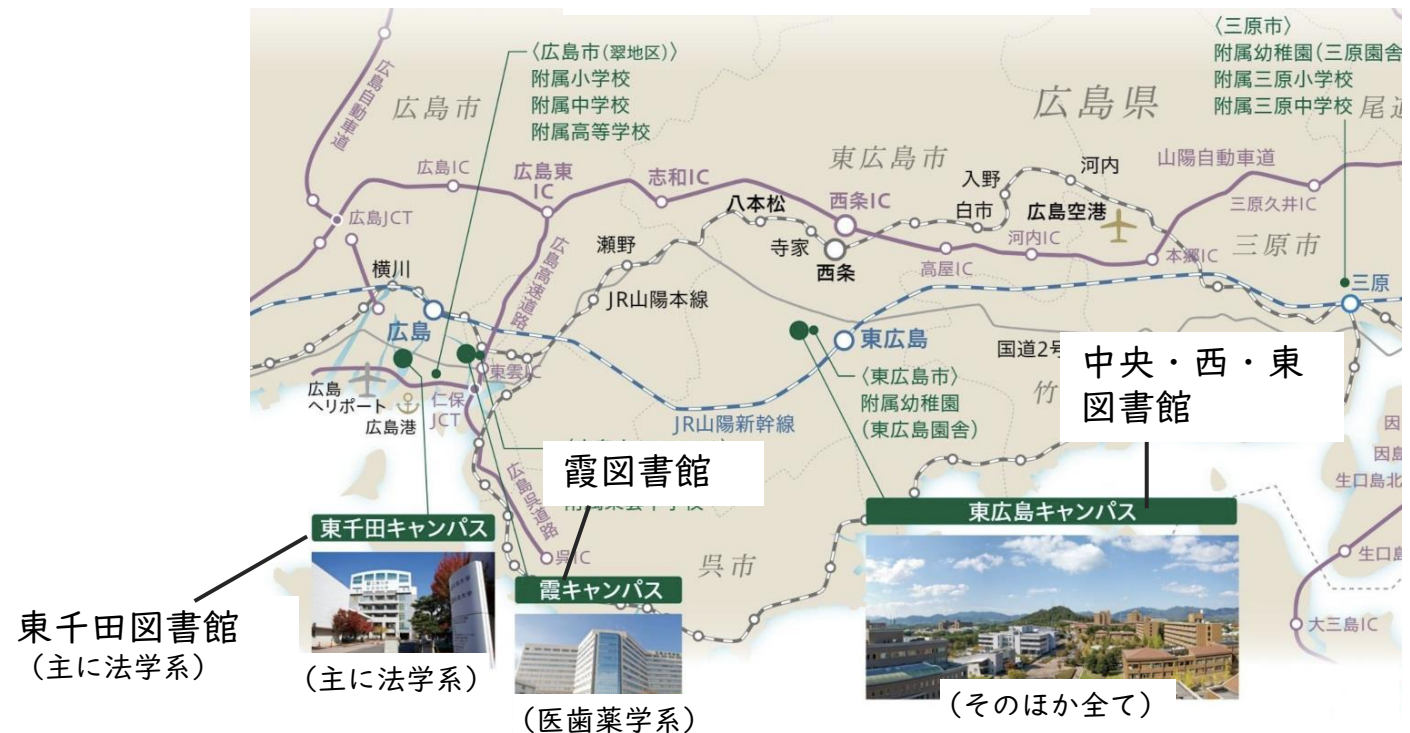 〈広島市(翠地区)〉
附属小学校
附属中学校
附属高等学校
〈三原市〉
附属幼稚園(三原園舎
附属三原小学校
附属三原中学校
広島自動車道
広島市
広島県
尾道
東広島市
山陽自動車道
広島IC
広島東
IC
志和IC
西条IC
入野
河内
八本松
白市
広島空港
三原久井IC
広島JCT
瀬野
寺家
西条
高屋IC
河内IC
本郷IC
三原市
横川
広島高速道路
JR山陽本線
三原
広島
東広島
国道2号
東雲IC
広島
ヘリポート
広島港
仁保
JCT
JR山陽新幹線
〈東広島市〉
附属幼稚園
(東広島園舎)
竹
中央・西・東
図書館
因
因島
生口島北
霞図書館
広島呉道路
東千田キャンパス
東広島キャンパス
呉IC
呉市
生口島
霞キャンパス
大三島IC
東千田図書館
(主に法学系)
(主に法学系)
(医歯薬学系)
(そのほか全て)